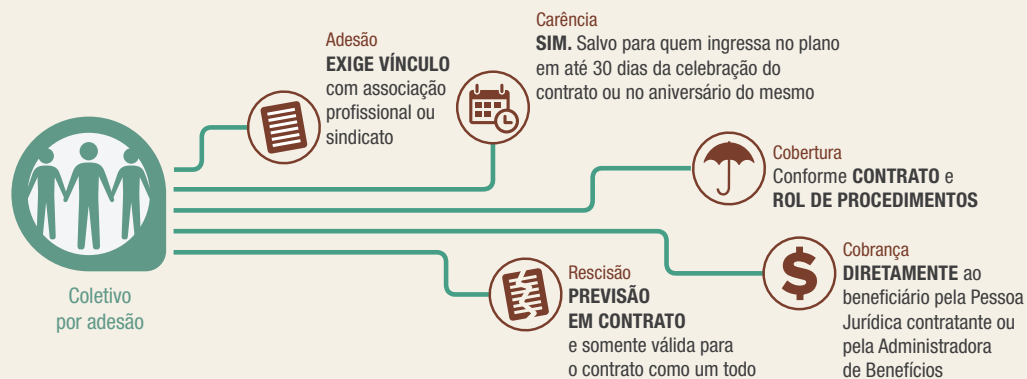 Coletivo
por adesão
Adesão
EXIGE VÍNCULO
com associação
profissional ou
sindicato
Carência
SIM. Salvo para quem ingressa no plano
em até 30 dias da celebração do
contrato ou no aniversário do mesmo
Cobertura
Conforme CONTRATO e
ROL DE PROCEDIMENTOS
Cobrança
DIRETAMENTE ao
beneficiário pela Pessoa
Jurídica contratante ou
pela Administradora
de Benefícios
Rescisão
PREVISÃO
EM CONTRATO
e somente válida para
o contrato como um todo